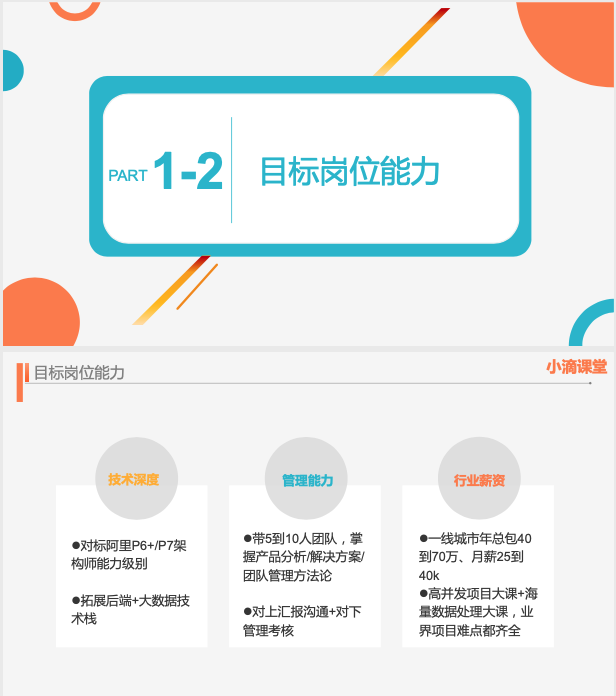 PART 1-2 目标岗位能力
目标岗位能力
小滴课堂
技术深度
●对标阿里P6+/P7架
构师能力级别
●拓展后端+大数据技
术栈
管理能力
●带5到10人团队，掌
握产品分析/解决方案/
团队管理方法论
●对上汇报沟通+对下
管理考核
行业薪资
●一线城市年总包40
到70万、月薪25到
40k
●高并发项目大课+海
量数据处理大课，业
界项目难点都齐全